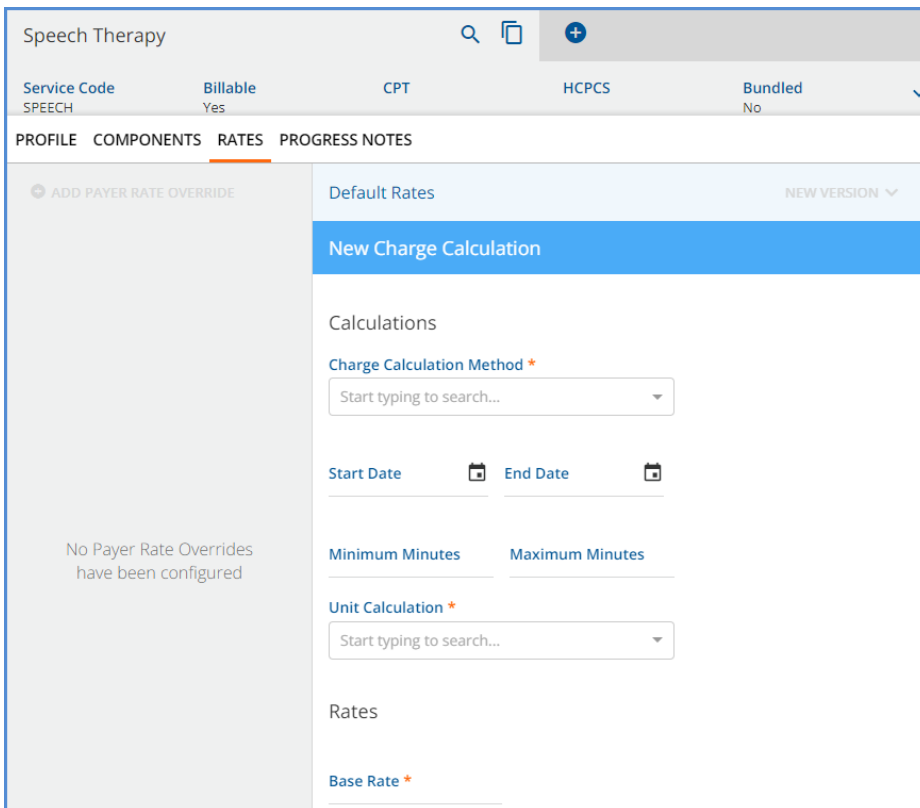 Speech Therapy
Service Code Billable CPT HCPCS Bundled
SPEECH Yes No
PROFILE COMPONENTS RATES PROGRESS NOTES
ADD PAYER RATE OVERRIDE
Default Rates NEW VERSION
New Charge Calculation
Calculations
Charge Calculation Method *
Start typing to search...
Start Date End Date
No Payer Rate Overrides
have been configured
Minimum Minutes Maximum Minutes
Unit Calculation *
Start typing to search...
Rates
Base Rate *